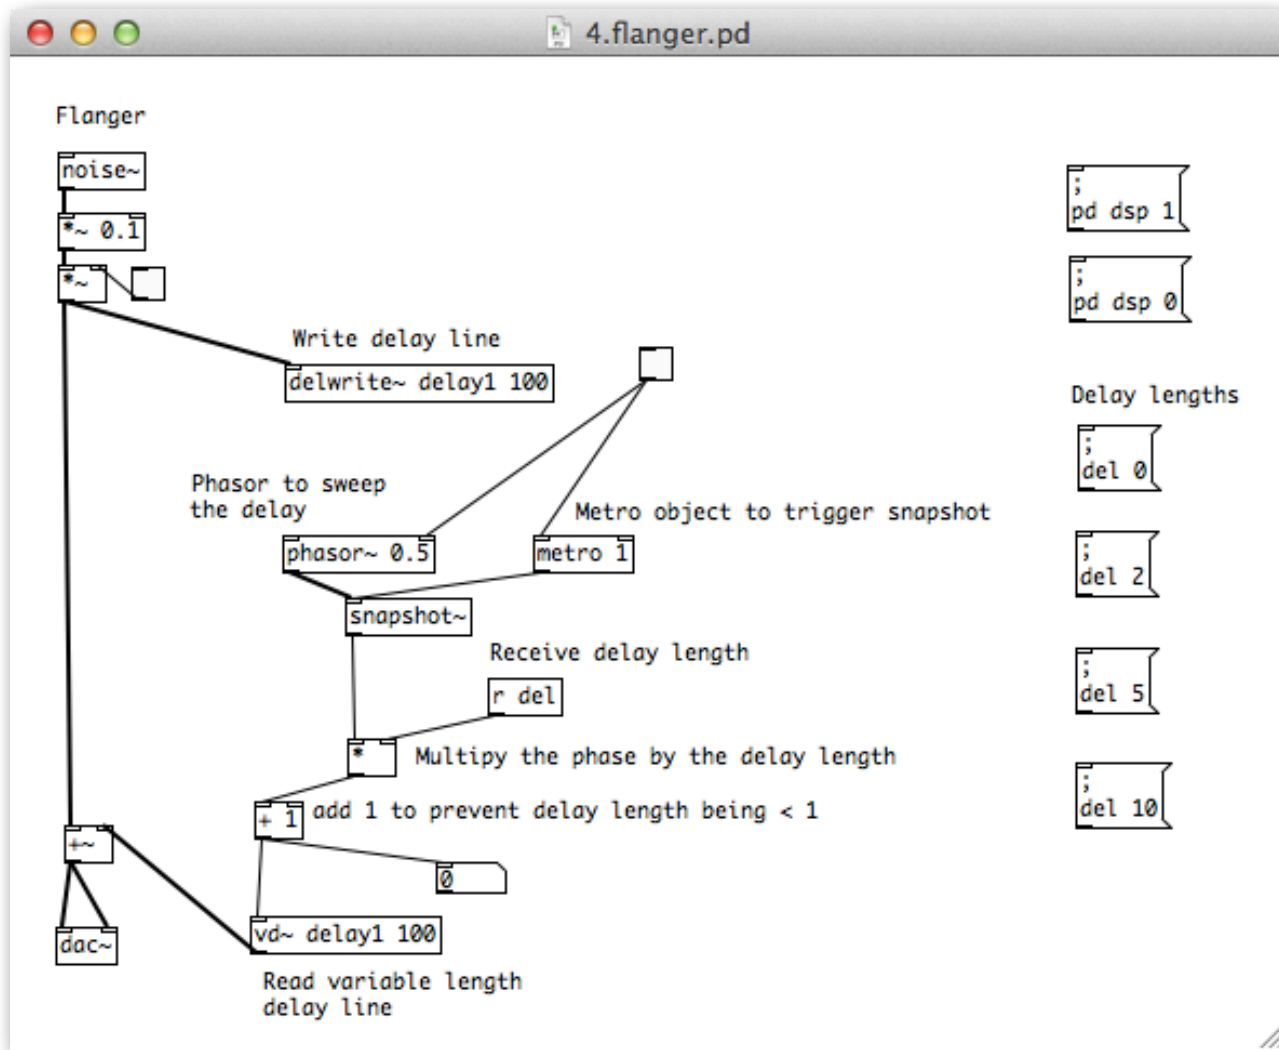 4.flanger.pd
Flanger
noise~
*~ 0.1
*~
Write delay line
delwrite~ delay1 100
Phasor to sweep
the delay
phasor~ 0.5
Metro object to trigger snapshot
metro 1
snapshot~
Receive delay length
r del
*
Multipy the phase by the delay length
+ 1
add 1 to prevent delay length being < 1
0
+~
vd~ delay1 100
dac~
Read variable length
delay line
;
pd dsp 1
;
pd dsp 0
Delay lengths
;
del 0
;
del 2
;
del 5
;
del 10